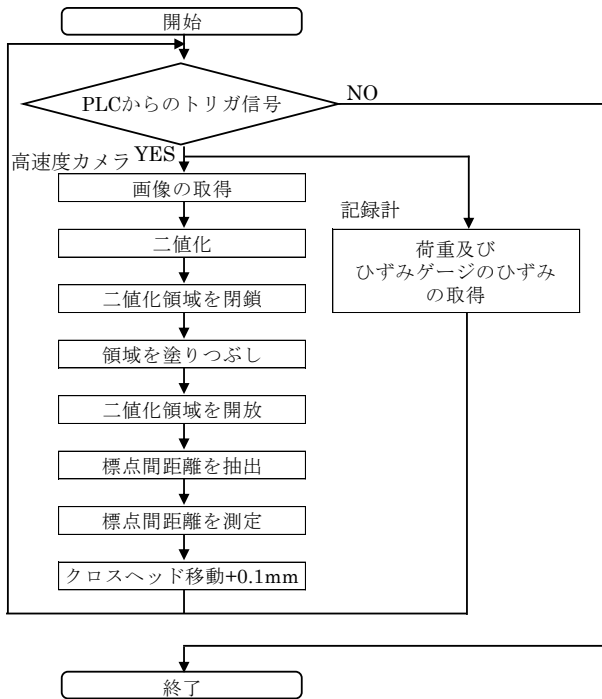 開始
PLCからのトリガ信号
NO
YES
高速度カメラ
画像の取得
二値化
二値化領域を閉鎖
領域を塗りつぶし
二値化領域を開放
標点間距離を抽出
標点間距離を測定
クロスヘッド移動+0.1mm
記録計
荷重及び
ひずみゲージのひずみ
の取得
終了